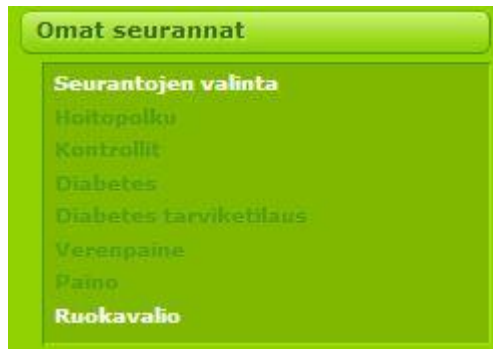 Omat seurannat
Seurantojen valinta
Hoitopolku
Kontrollit
Diabetes
Diabetes tarviketilaus
Verenpaine
Paino
Ruokavalio